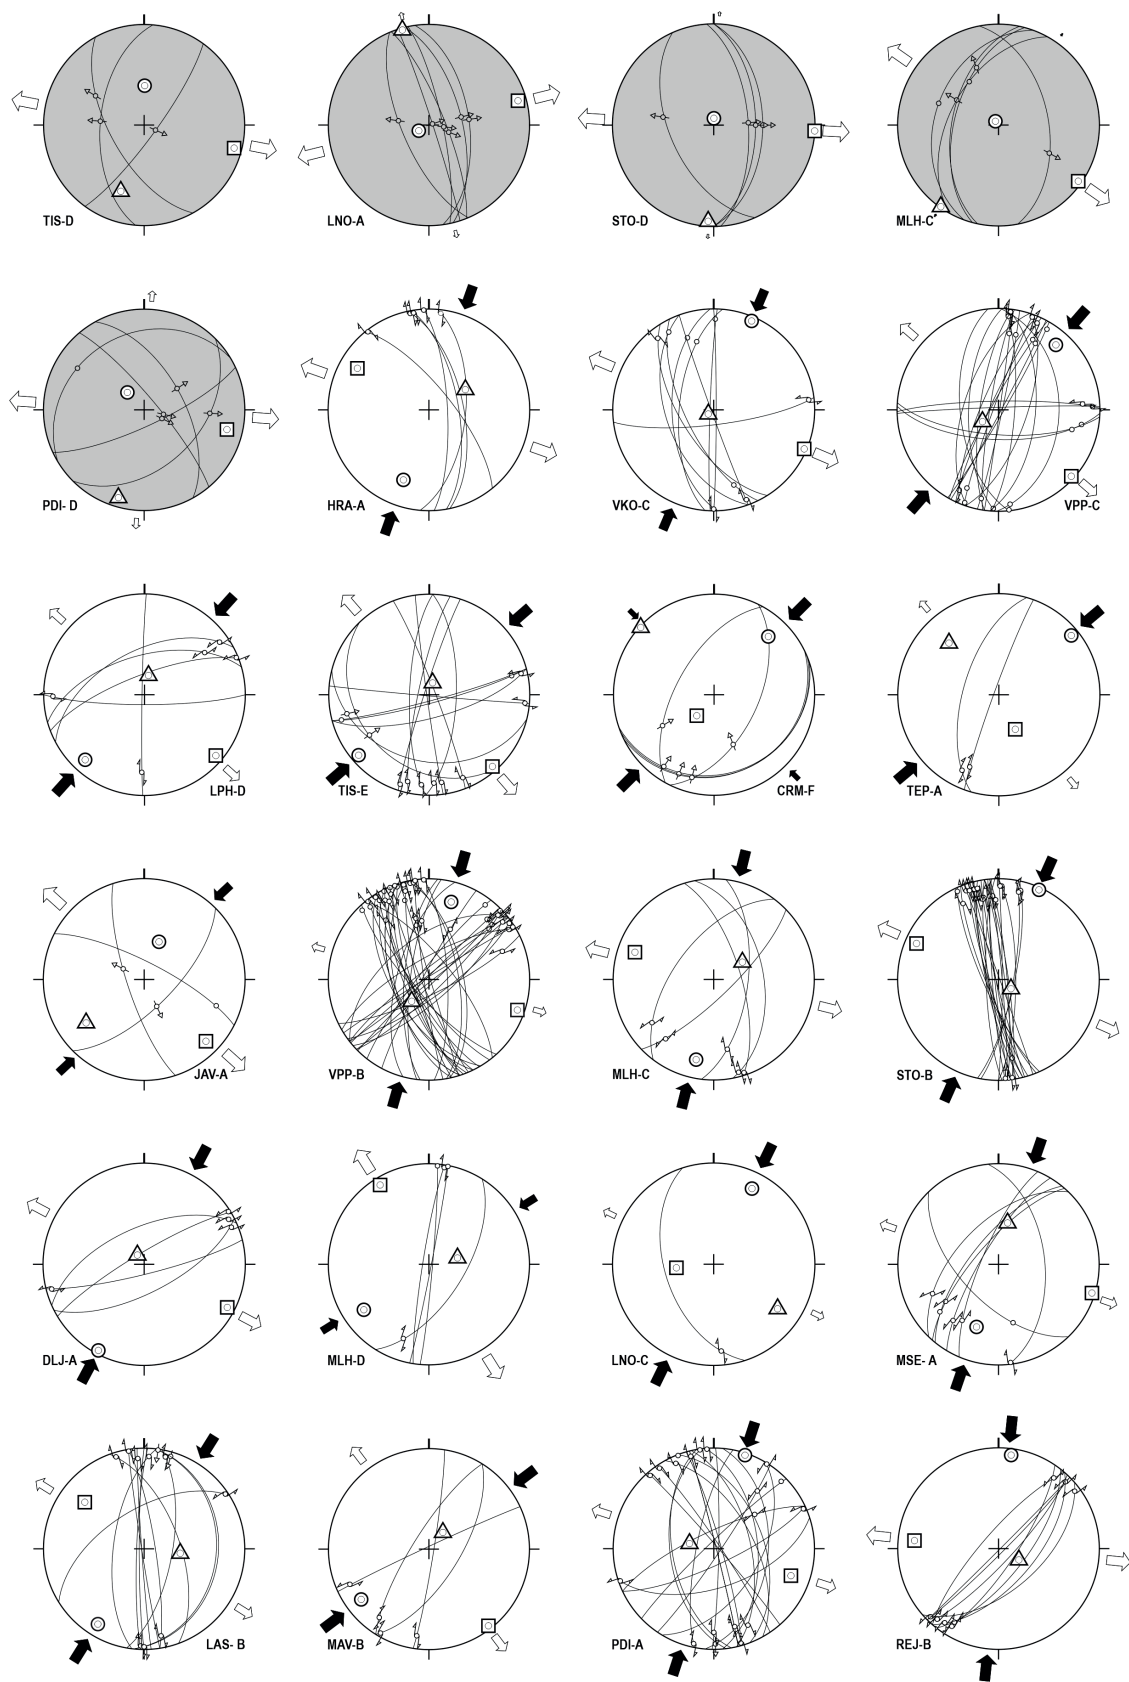 TIS-D
LNO-A
STO-D
MLH-C'
PDI- D
HRA-A
VKO-C
VPP-C
LPH-D
TIS-E
CRM-F
TEP-A
JAV-A
VPP-B
MLH-C
STO-B
DLJ-A
MLH-D
LNO-C
MSE- A
LAS- B
MAV-B
PDI-A
REJ-B